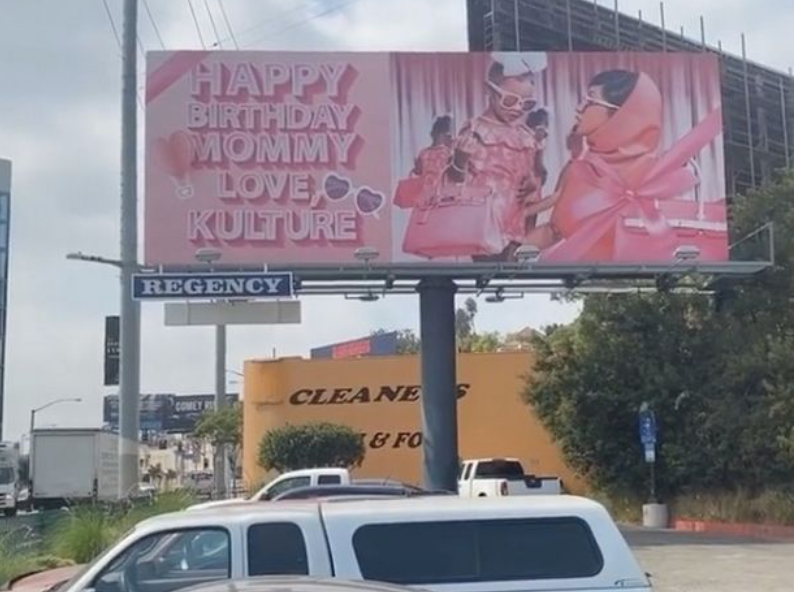 HAPPY
BIRTHDAY
MOMMY
LOVE,
KULTURE
REGENCY
CLEANE S
& FO